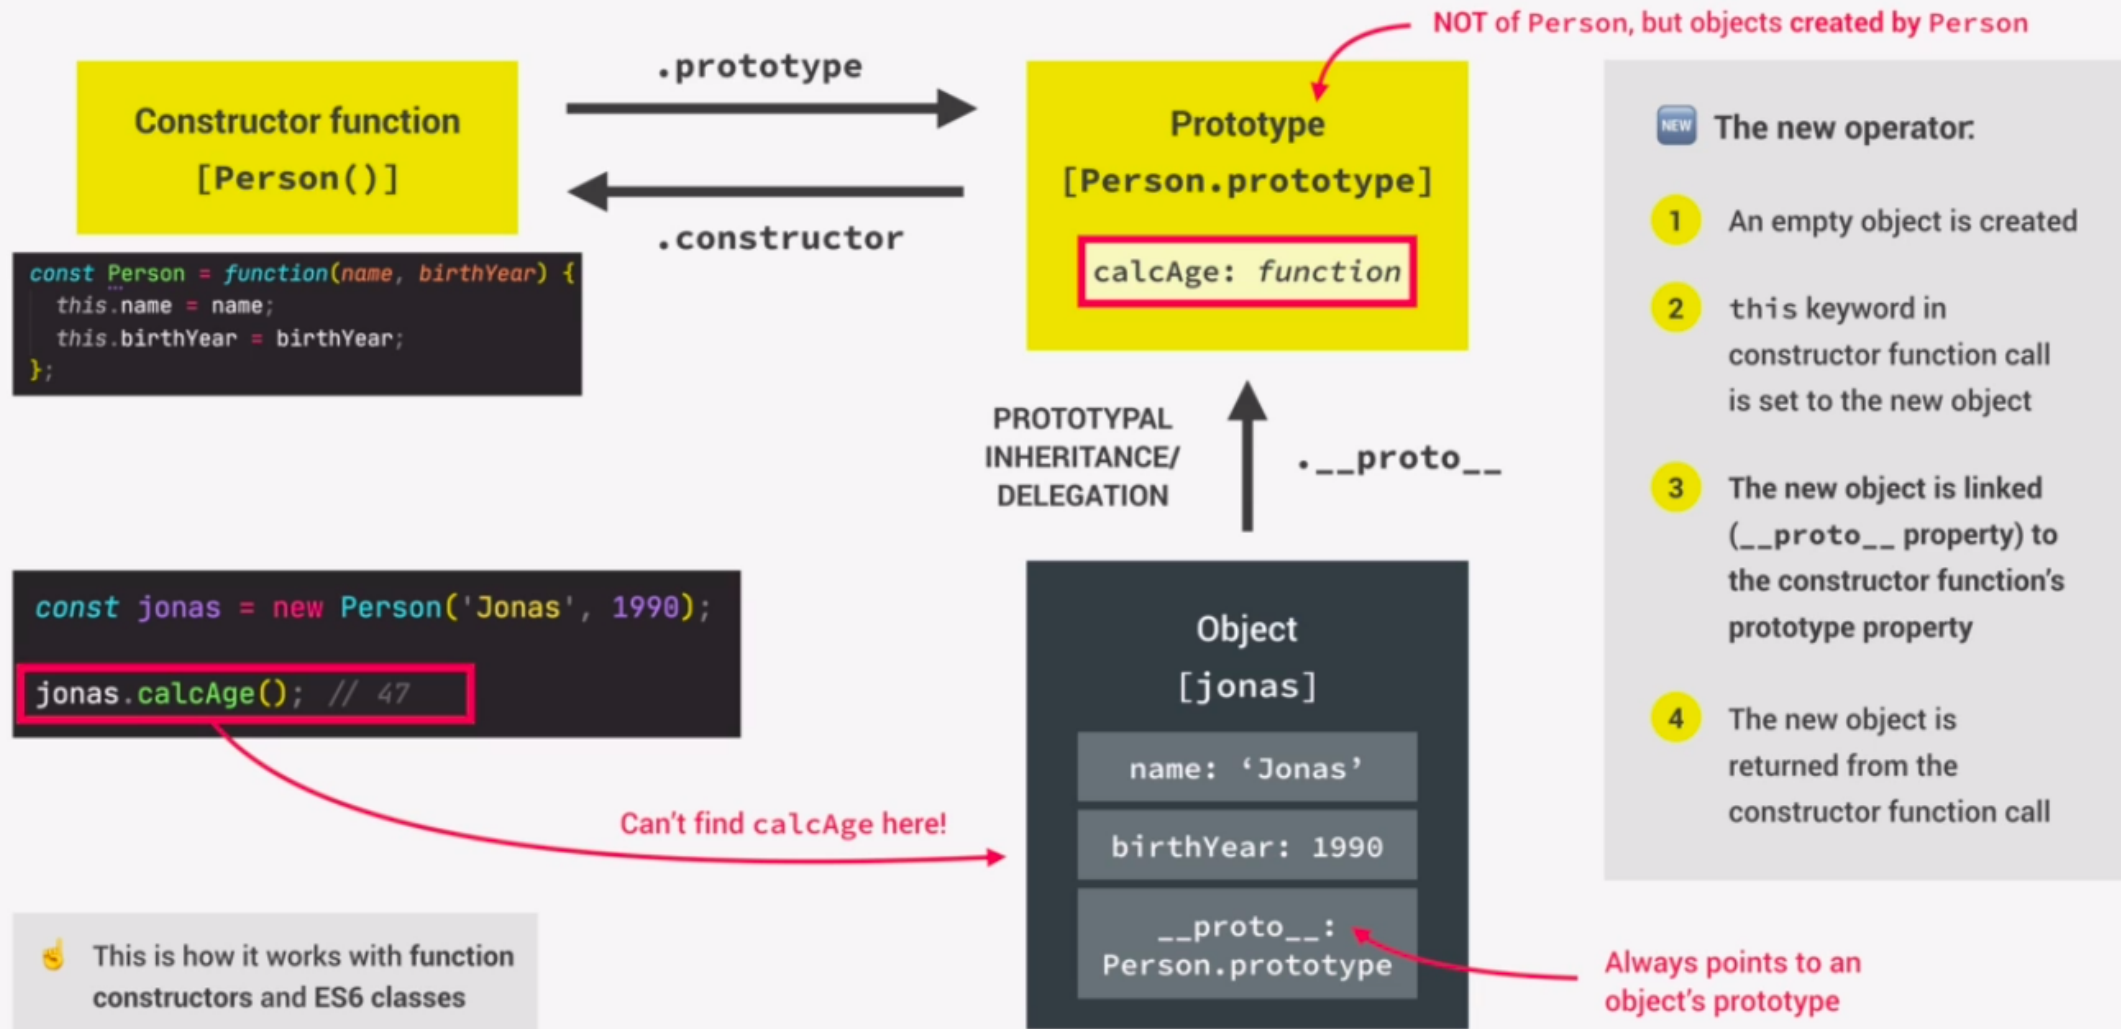 NOT of Person, but objects created by Person
Constructor function
[Person()]
.prototype
.constructor
Prototype
[Person.prototype]
calcAge: function
const Person = function(name, birthYear) {
this.name = name;
this.birthYear = birthYear;
};
PROTOTYPAL
INHERITANCE/
DELEGATION
.__proto__
const jonas = new Person('Jonas', 1990);
jonas.calcAge(); // 47
Can't find calcAge here!
Object
[jonas]
name: ‘Jonas’
birthYear: 1990
__proto__:
Person.prototype
Always points to an
object's prototype
☝ This is how it works with function
constructors and ES6 classes
NEW The new operator:
1 An empty object is created
2 this keyword in
constructor function call
is set to the new object
3 The new object is linked
(__proto__ property) to
the constructor function's
prototype property
4 The new object is
returned from the
constructor function call